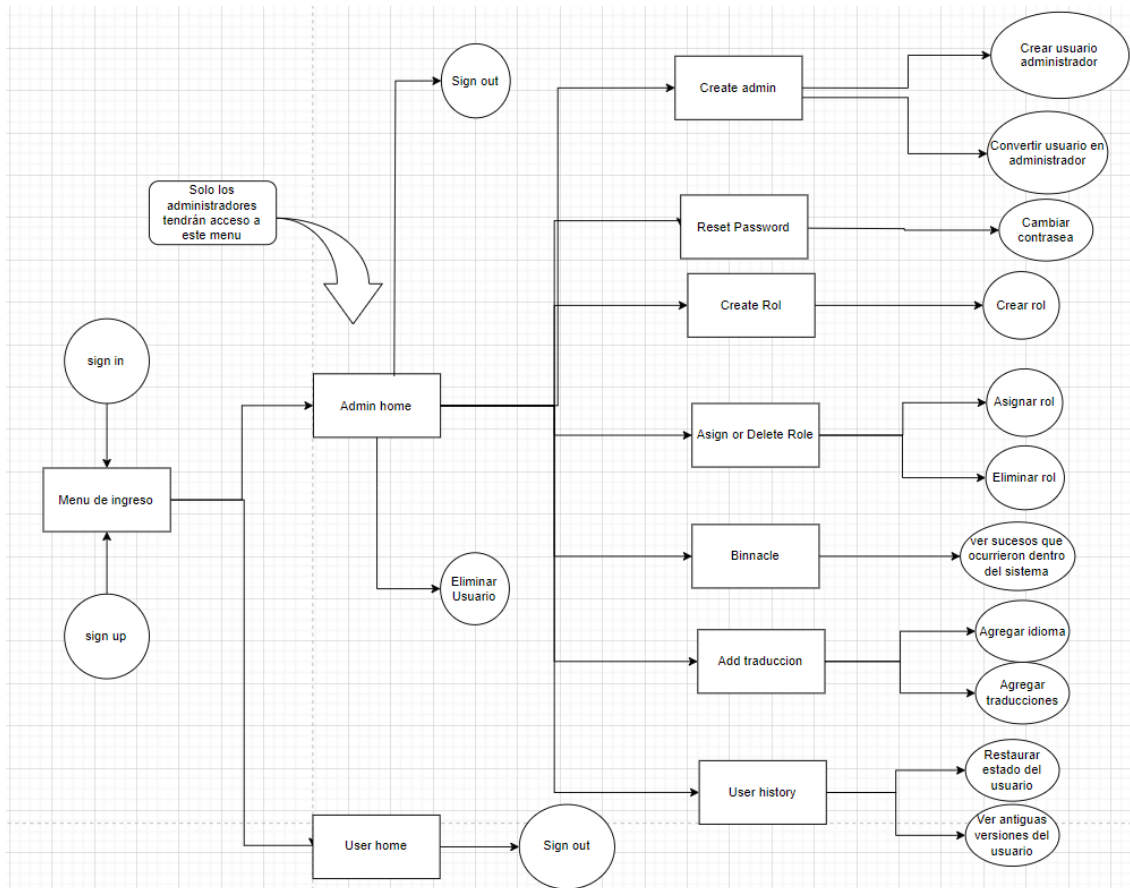 Crear usuario
administrador
Sign out
Create admin
Convertir usuario en
administrador
Solo los
administradores
tendrán acceso a
este menu
Reset Password
Cambiar
contrasea
Create Rol
Crear rol
sign in
Admin home
Asignar rol
Asign or Delete Role
Eliminar rol
Menu de ingreso
Binnacle
ver sucesos que
ocurrieron dentro
del sistema
Eliminar
Usuario
sign up
Agregar idioma
Add traduccion
Agregar
traducciones
Restaurar
estado del
usuario
User history
Ver antiguas
versiones del
usuario
User home
Sign out